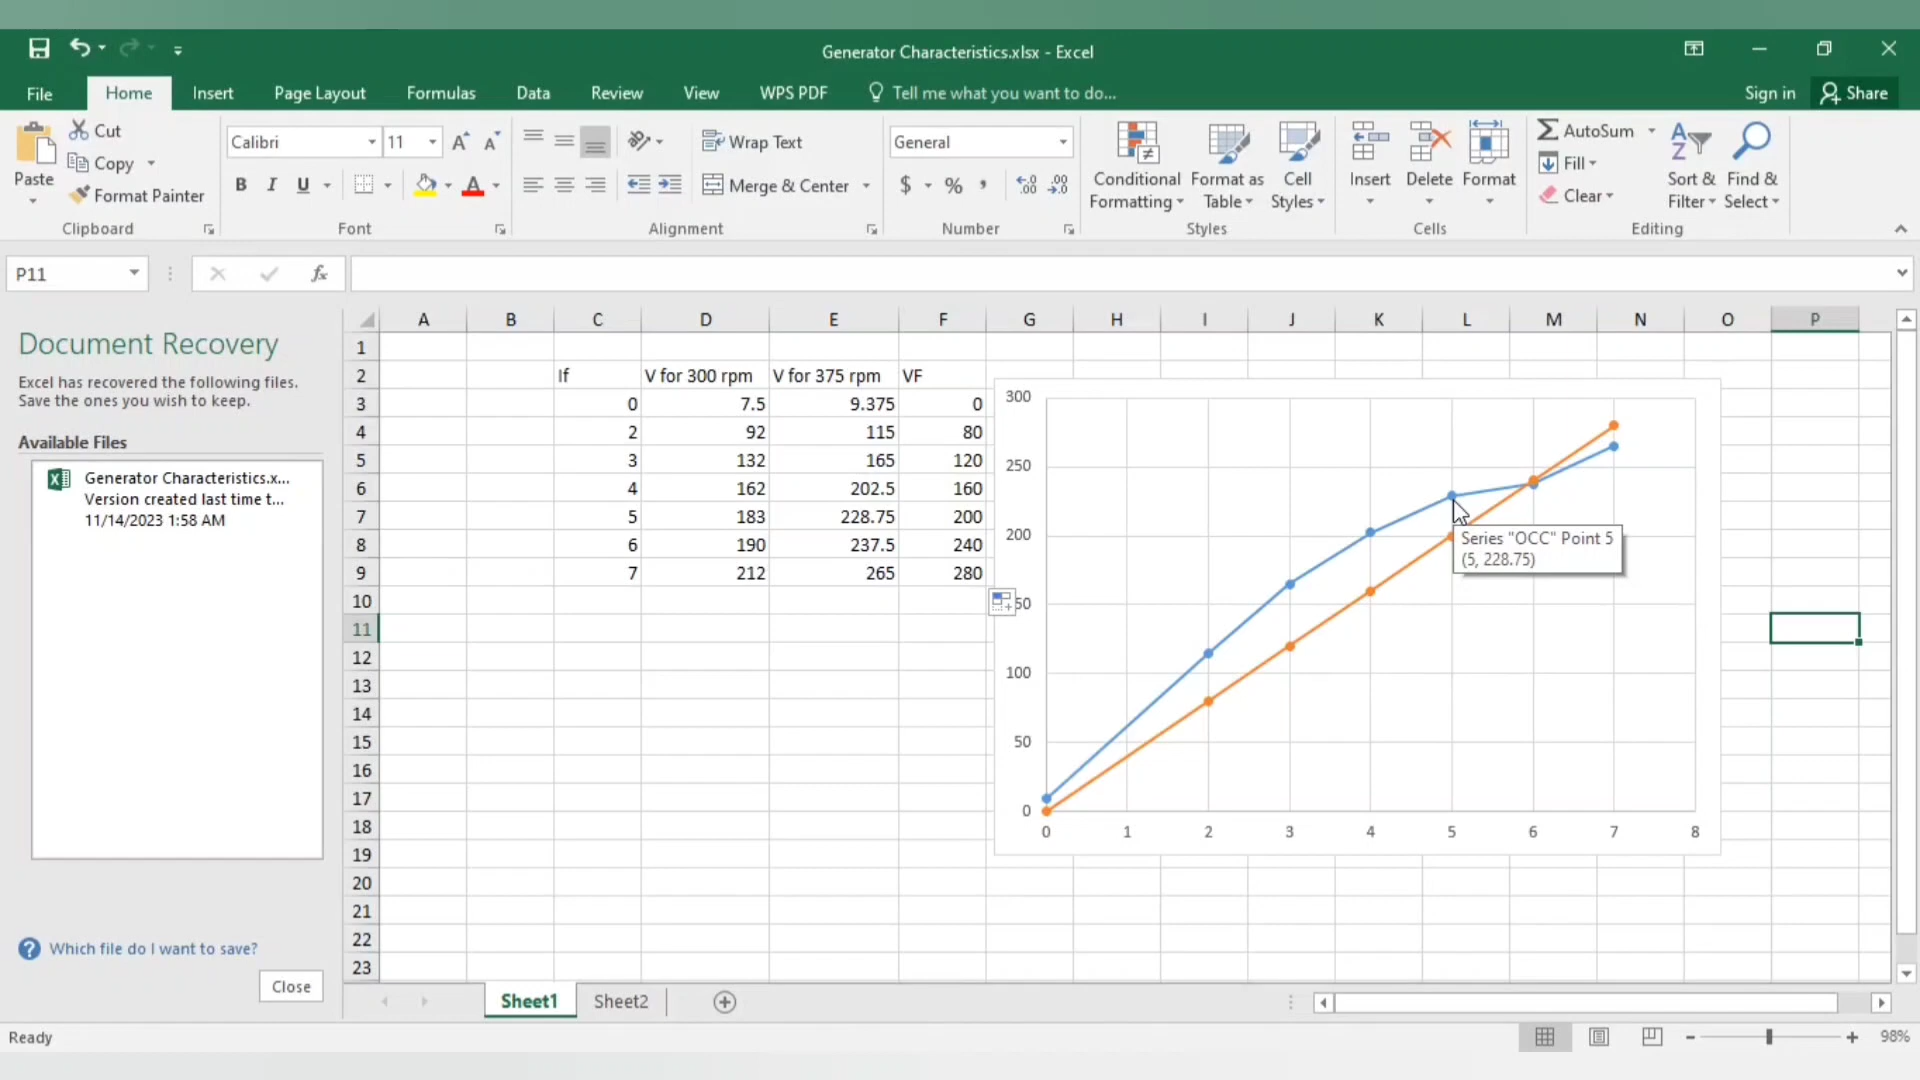 Generator Characteristics.xlsx - Excel
File Home Insert Page Layout Formulas Data Review View WPS PDF Tell me what you want to do... Sign in Share
Paste
Cut
Copy
Format Painter
Clipboard
Calibri 11
B I U A
Font
Wrap Text
Merge & Center
Alignment
General
$ % ,
Number
Conditional Formatting
Format as Table
Cell Styles
Styles
Insert Delete Format
Cells
AutoSum
Fill
Clear
Sort & Filter
Find & Select
Editing
P11 fx
Document Recovery
Excel has recovered the following files.
Save the ones you wish to keep.
Available Files
Generator Characteristics.x...
Version created last time t...
11/14/2023 1:58 AM
Which file do I want to save?
Close
A B C D E F G H I J K L M N O P
1
2 If V for 300 rpm V for 375 rpm VF
3 0 7.5 9.375 0
4 2 92 115 80
5 3 132 165 120
6 4 162 202.5 160
7 5 183 228.75 200
8 6 190 237.5 240
9 7 212 265 280
10
11
12
13
14
15
16
17
18
19
20
21
22
23
300
250
200
50
100
50
0
0 1 2 3 4 5 6 7 8
Series "OCC" Point 5
(5, 228.75)
Sheet1 Sheet2
Ready
98%